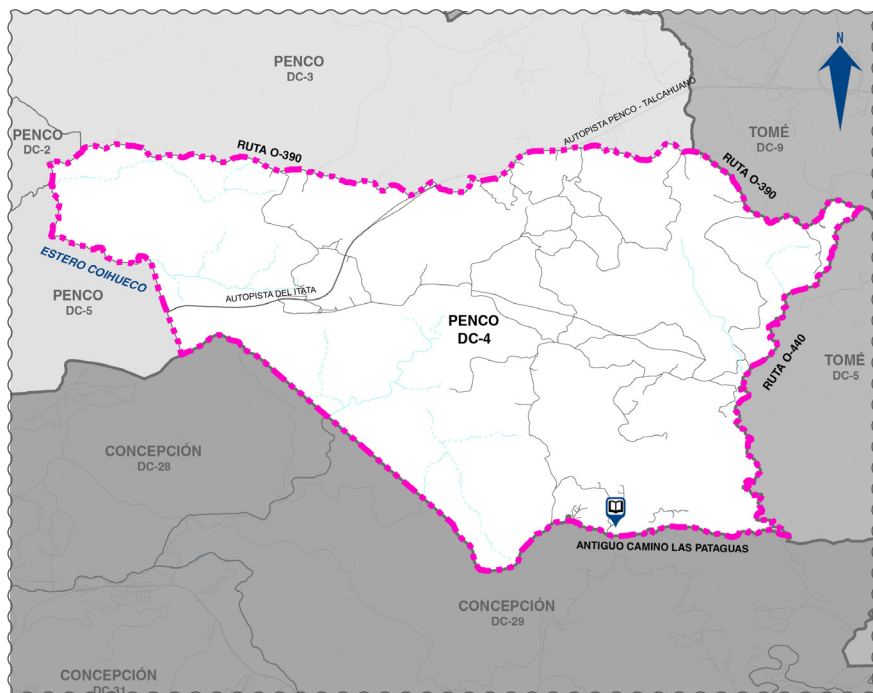 N
PENCO
DC-3
AUTOPISTA PENCO - TALCAHUANO
TOMÉ
DC-9
PENCO
DC-2
RUTA O-390
RUTA O-390
ESTERO COIHUECO
PENCO
DC-5
AUTOPISTA DEL ITATA
PENCO
DC-4
RUTA O-440
TOMÉ
DC-5
CONCEPCIÓN
DC-28
ANTIGUO CAMINO LAS PATAGUAS
CONCEPCIÓN
DC-29
CONCEPCIÓN
DC-31